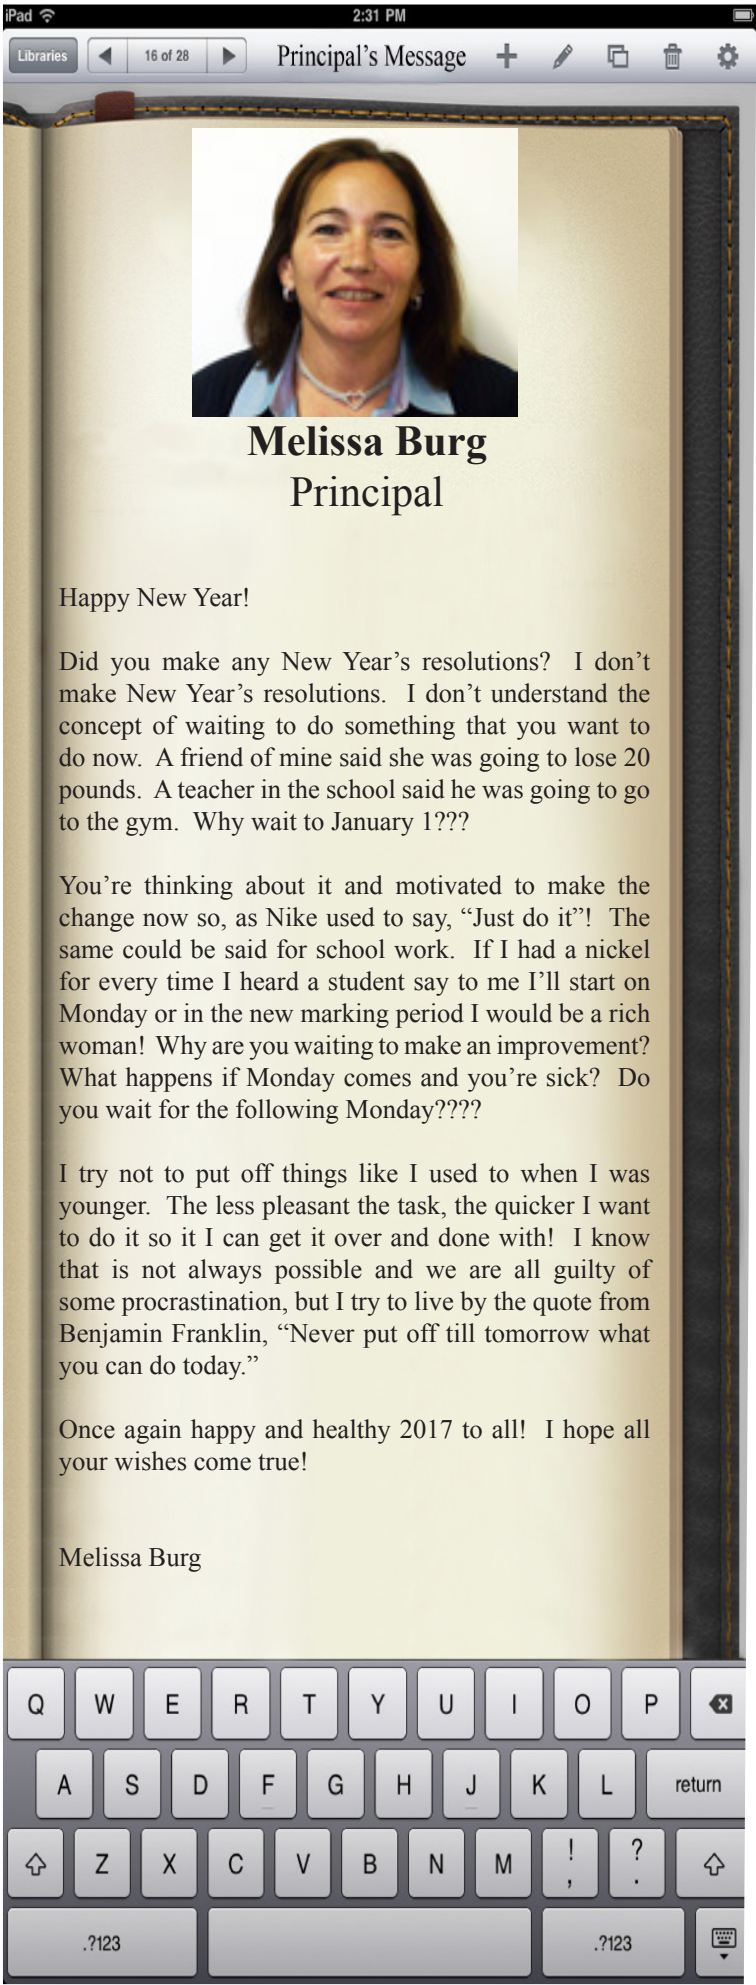 iPad 2:31 PM
Libraries 16 of 28 Principal’s Message
Melissa Burg
Principal
Happy New Year!
Did you make any New Year’s resolutions? I don’t
make New Year’s resolutions. I don’t understand the
concept of waiting to do something that you want to
do now. A friend of mine said she was going to lose 20
pounds. A teacher in the school said he was going to go
to the gym. Why wait to January 1???
You’re thinking about it and motivated to make the
change now so, as Nike used to say, “Just do it”! The
same could be said for school work. If I had a nickel
for every time I heard a student say to me I’ll start on
Monday or in the new marking period I would be a rich
woman! Why are you waiting to make an improvement?
What happens if Monday comes and you’re sick? Do
you wait for the following Monday????
I try not to put off things like I used to when I was
younger. The less pleasant the task, the quicker I want
to do it so it I can get it over and done with! I know
that is not always possible and we are all guilty of
some procrastination, but I try to live by the quote from
Benjamin Franklin, “Never put off till tomorrow what
you can do today.”
Once again happy and healthy 2017 to all! I hope all
your wishes come true!
Melissa Burg
Q W E R T Y U I O P
A S D F G H J K L return
Z X C V B N M ! , ? .
.?123 .?123